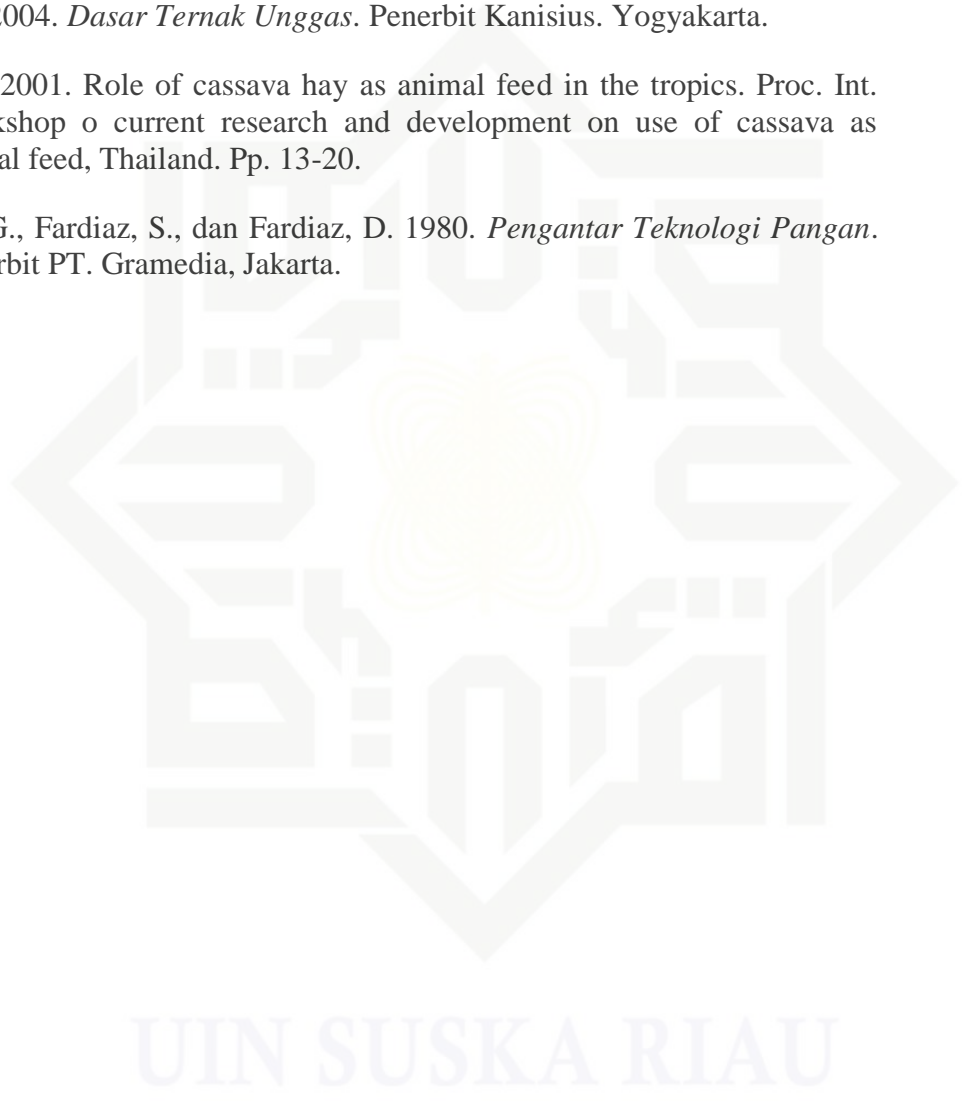 2004. Dasar Ternak Unggas. Penerbit Kanisius. Yogyakarta.
2001. Role of cassava hay as animal feed in the tropics. Proc. Int.
kshop o current research and development on use of cassava as
al feed, Thailand. Pp. 13-20.
G., Fardiaz, S., dan Fardiaz, D. 1980. Pengantar Teknologi Pangan.
rbit PT. Gramedia, Jakarta.
UIN SUSKA RIAU